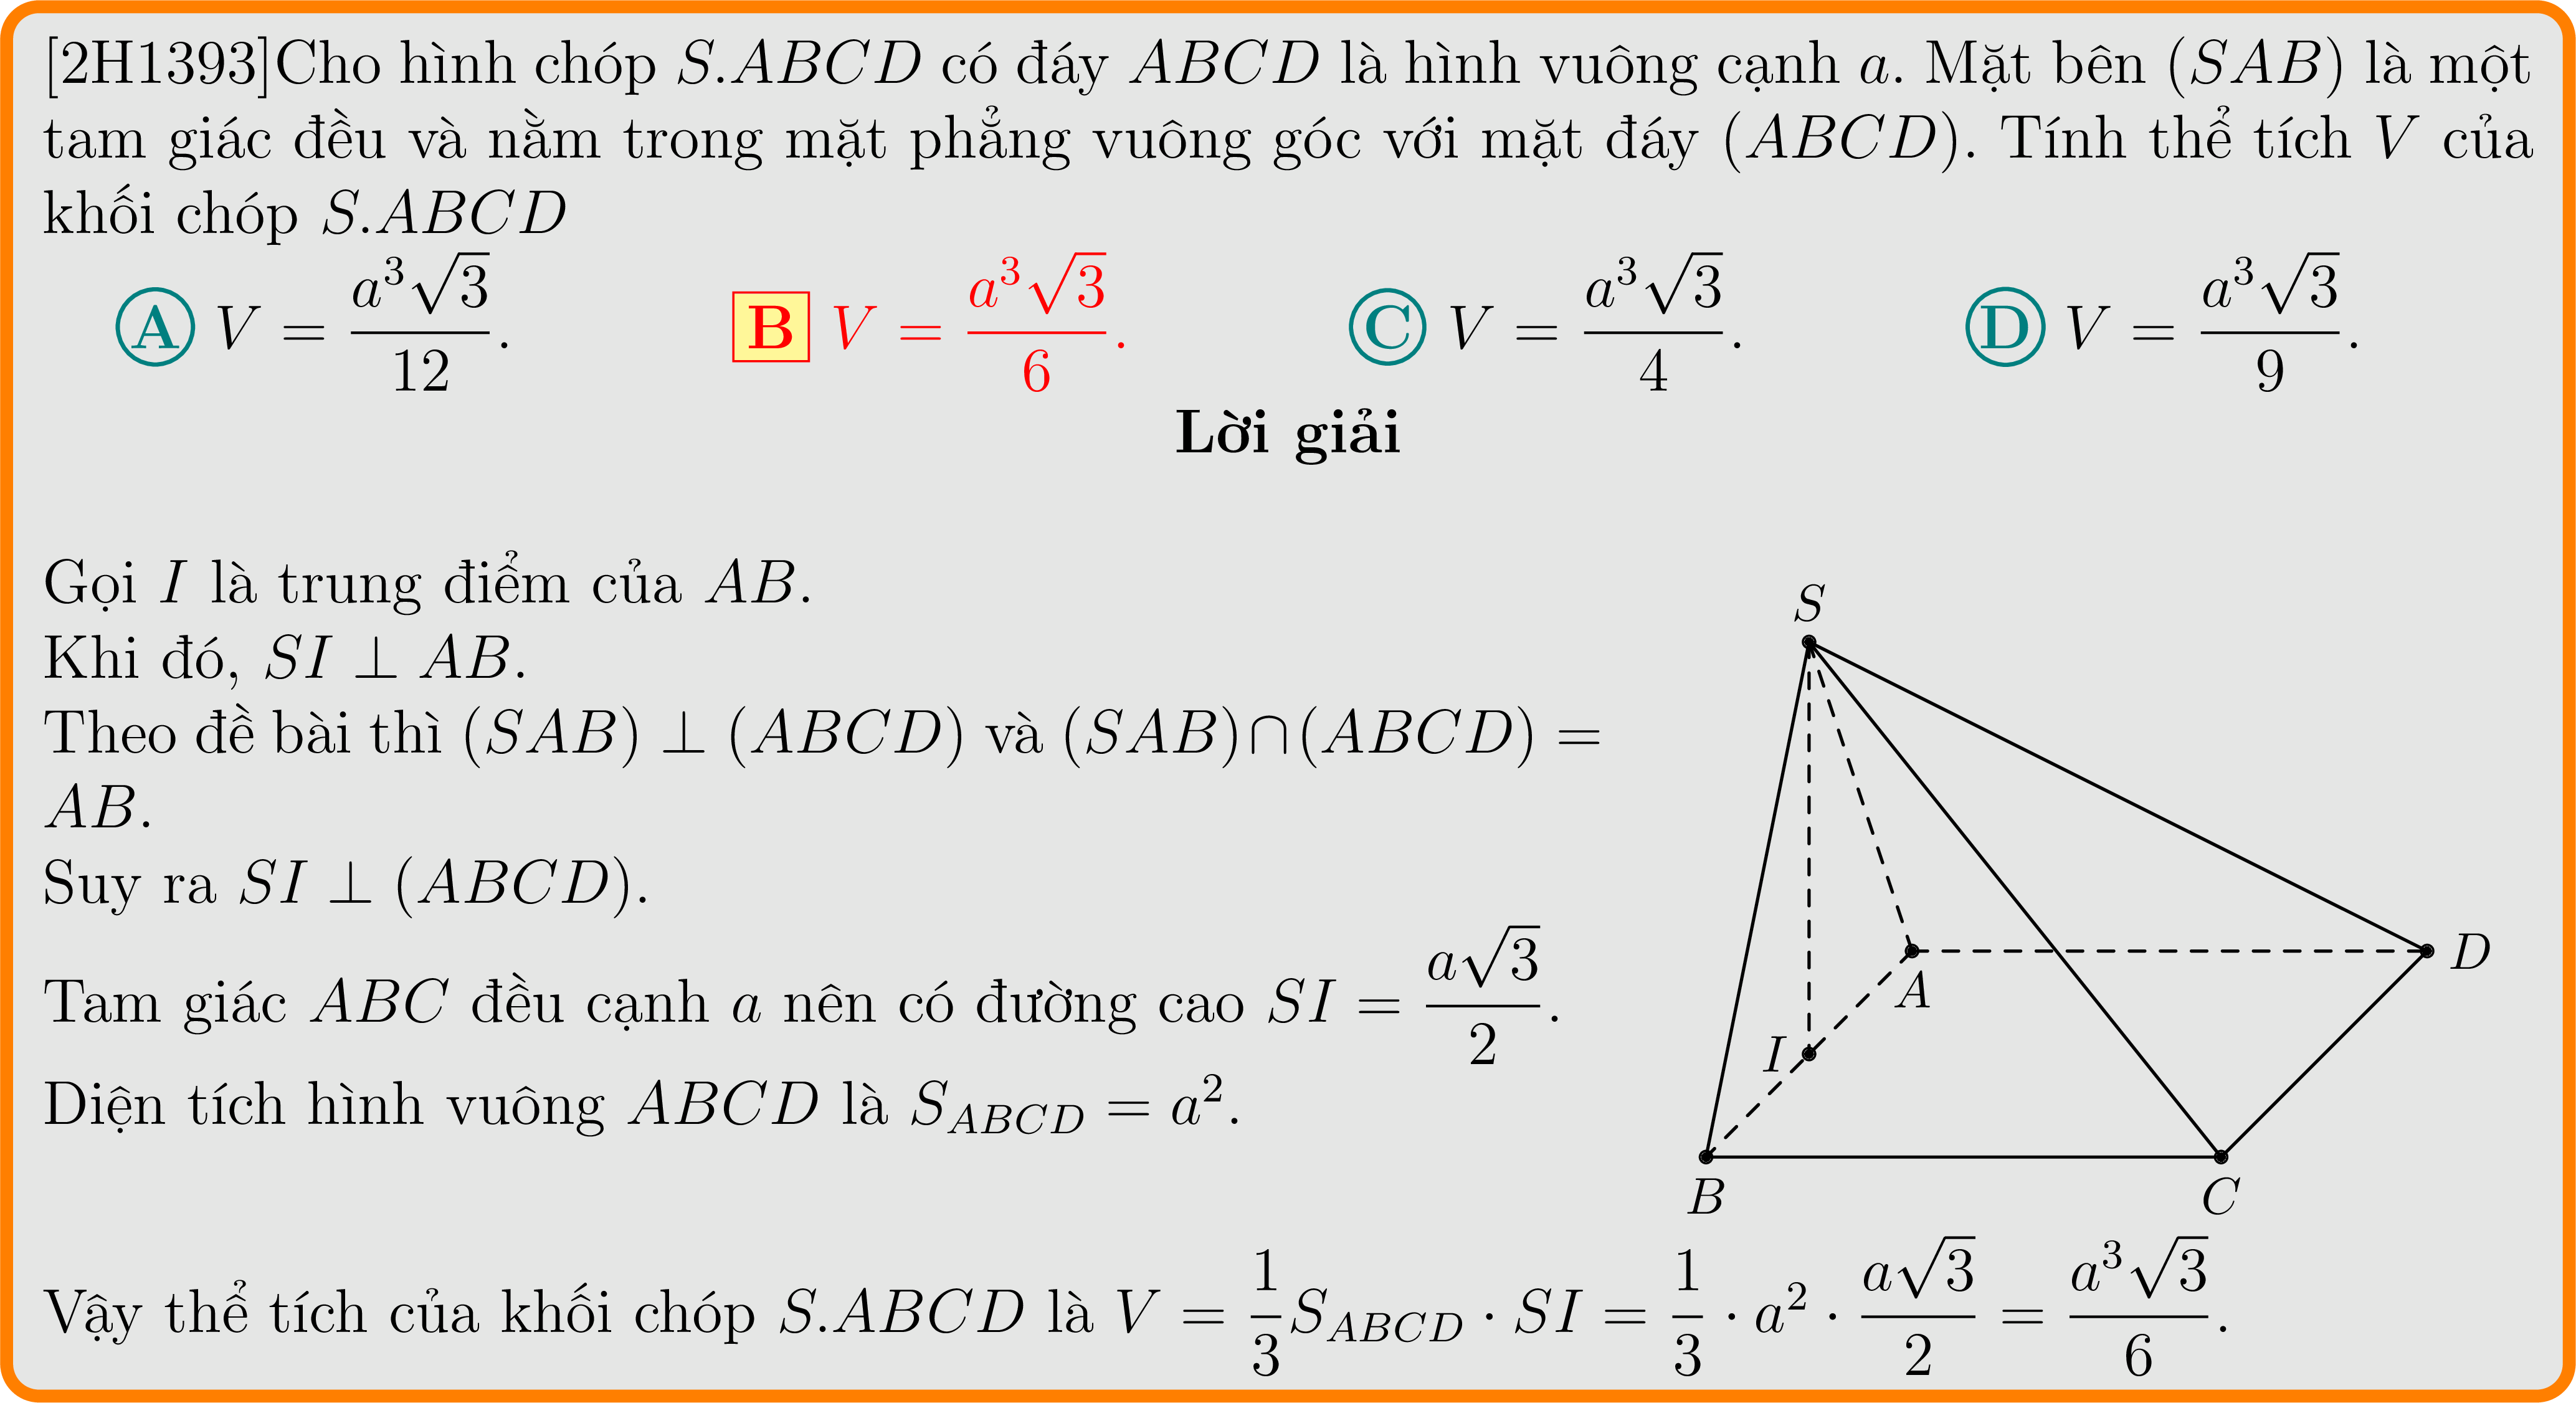 [2H1393]Cho hình chóp S.ABCD có đáy ABCD là hình vuông cạnh a. Mặt bên (SAB) là một
tam giác đều và nằm trong mặt phẳng vuông góc với mặt đáy (ABCD). Tính thể tích V của
khối chóp S.ABCD
A V = \frac{a^3\sqrt{3}}{12}. B V = \frac{a^3\sqrt{3}}{6}. C V = \frac{a^3\sqrt{3}}{4}. D V = \frac{a^3\sqrt{3}}{9}.
Lời giải
Gọi I là trung điểm của AB.
Khi đó, SI ⊥ AB.
Theo đề bài thì (SAB) ⊥ (ABCD) và (SAB)∩(ABCD) =
AB.
Suy ra SI ⊥ (ABCD).
Tam giác ABC đều cạnh a nên có đường cao SI = \frac{a\sqrt{3}}{2}.
Diện tích hình vuông ABCD là S_{ABCD} = a^2.
S
A
D
I
B
C
Vậy thể tích của khối chóp S.ABCD là V = \frac{1}{3}S_{ABCD} · SI = \frac{1}{3} · a^2 · \frac{a\sqrt{3}}{2} = \frac{a^3\sqrt{3}}{6}.